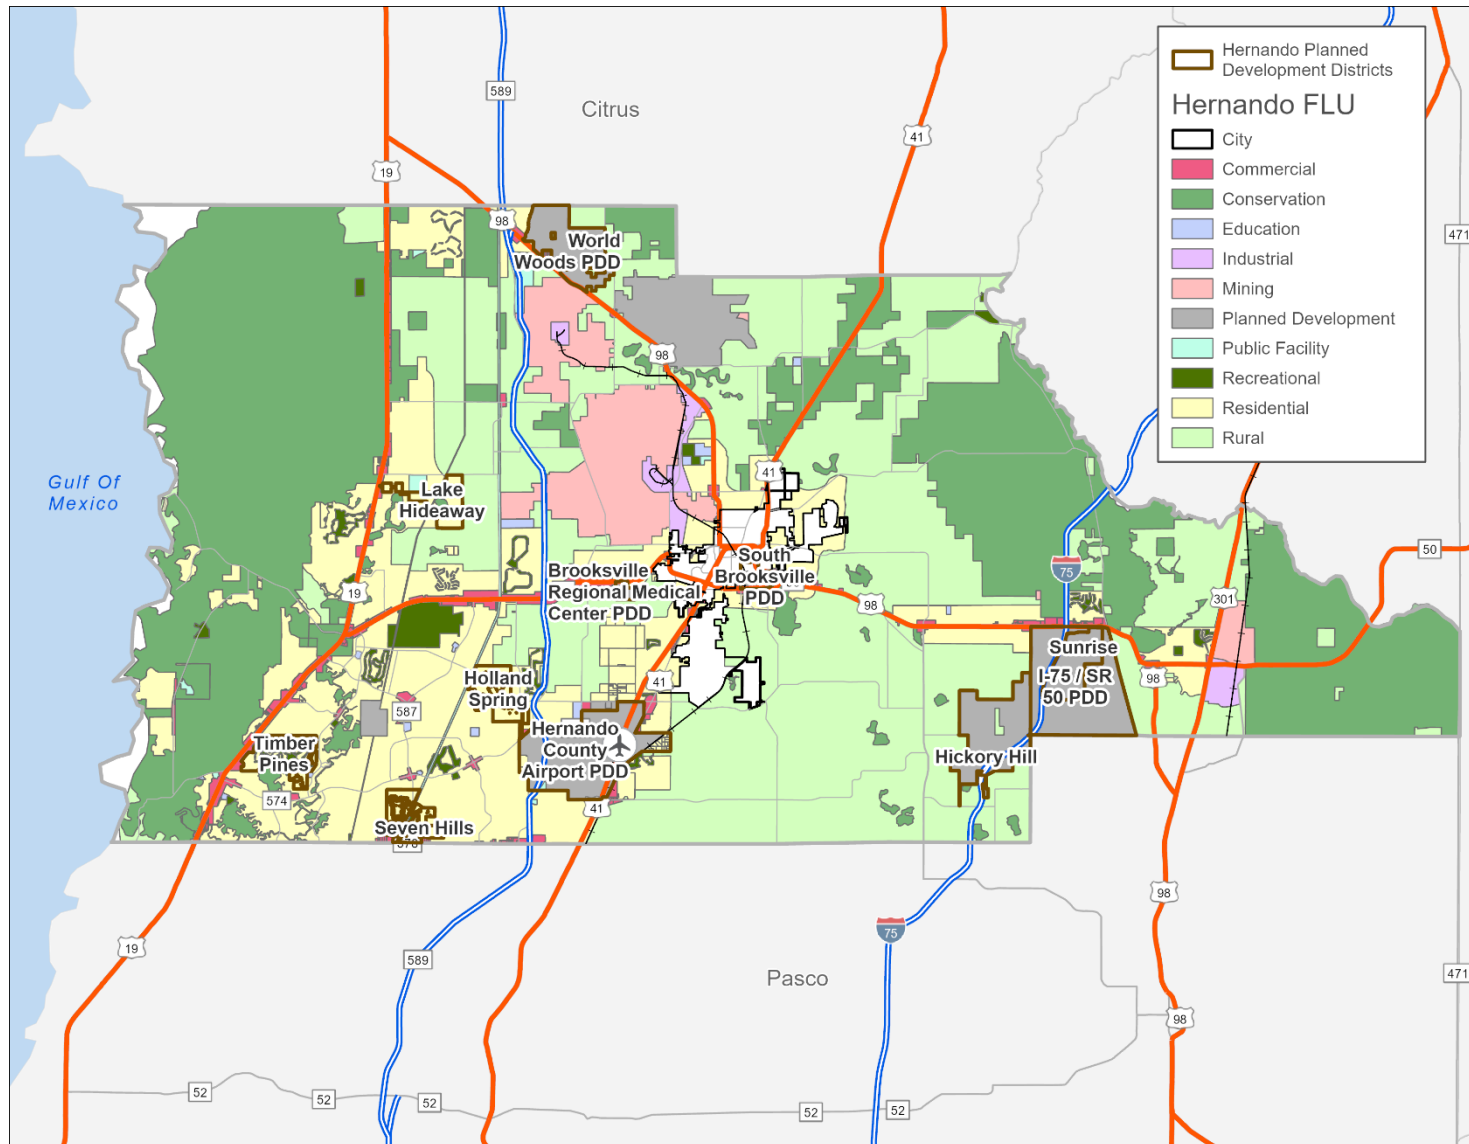 Hernando Planned
Development Districts
Hernando FLU
City
Commercial
Conservation
Education
Industrial
Mining
Planned Development
Public Facility
Recreational
Residential
Rural
589
Citrus
41
19
98
471
World
Woods PDD
98
41
Gulf Of
Mexico
Lake
Hideaway
50
South
Brooksville
PDD
Brooksville
Regional Medical
Center PDD
75
19
98
301
Sunrise
I-75 / SR
50 PDD
98
Holland
Spring
41
587
Hernando
County
Airport PDD
Timber
Pines
Hickory Hill
574
41
Seven Hills
578
98
75
19
589
Pasco
471
98
52
52
52
52
52